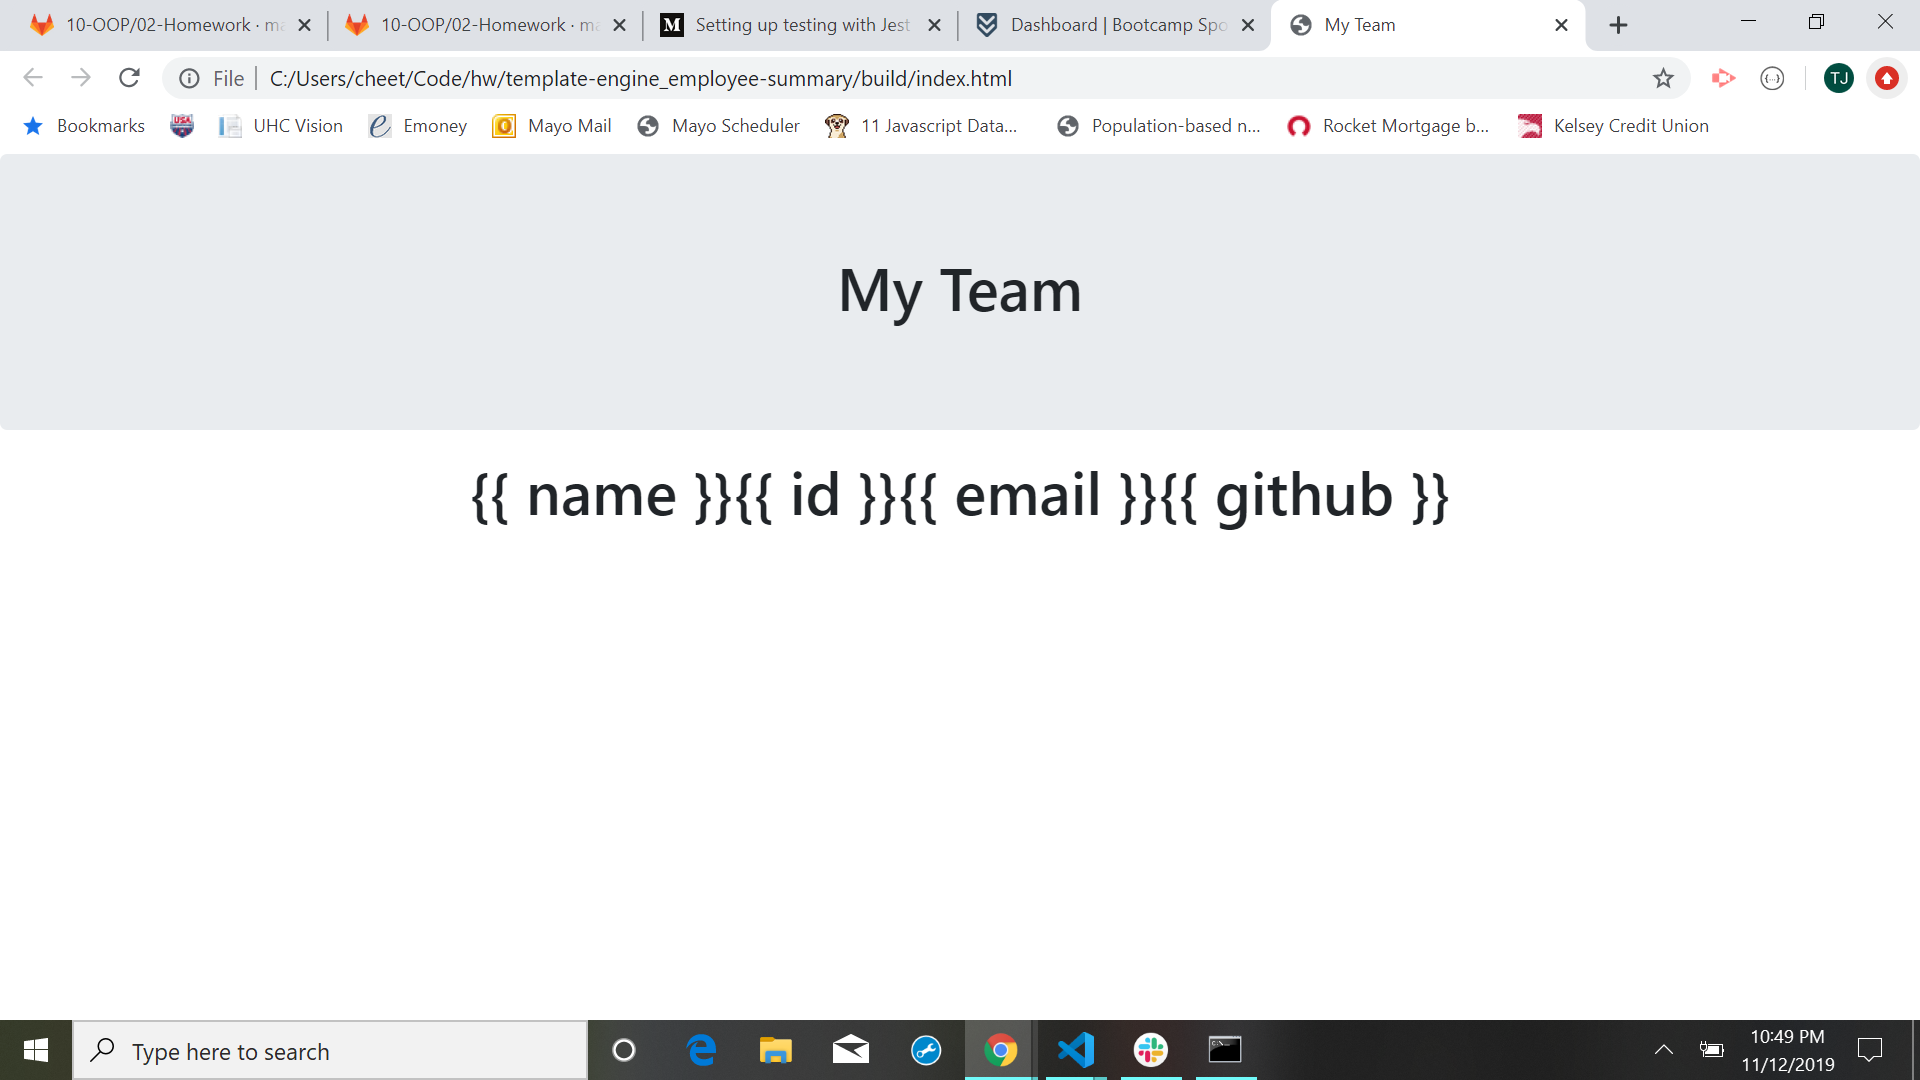 10-OOP/02-Homework · ma
10-OOP/02-Homework · ma
M
Setting up testing with Jest
Dashboard | Bootcamp Spo
My Team
File
C:/Users/cheet/Code/hw/template-engine_employee-summary/build/index.html
{...}
TJ
Bookmarks
USA
UHC Vision
Emoney
Mayo Mail
Mayo Scheduler
11 Javascript Data...
Population-based n...
Rocket Mortgage b...
Kelsey Credit Union
My Team
{{ name }}{{ id }}{{ email }}{{ github }}
Type here to search
10:49 PM
11/12/2019